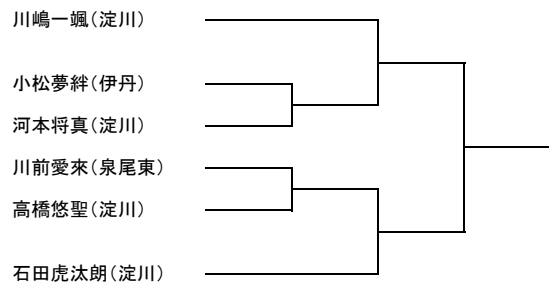 川嶋一颯(淀川)
小松夢絆(伊丹)
河本将真(淀川)
川前愛來(泉尾東)
高橋悠聖(淀川)
石田虎汰朗(淀川)